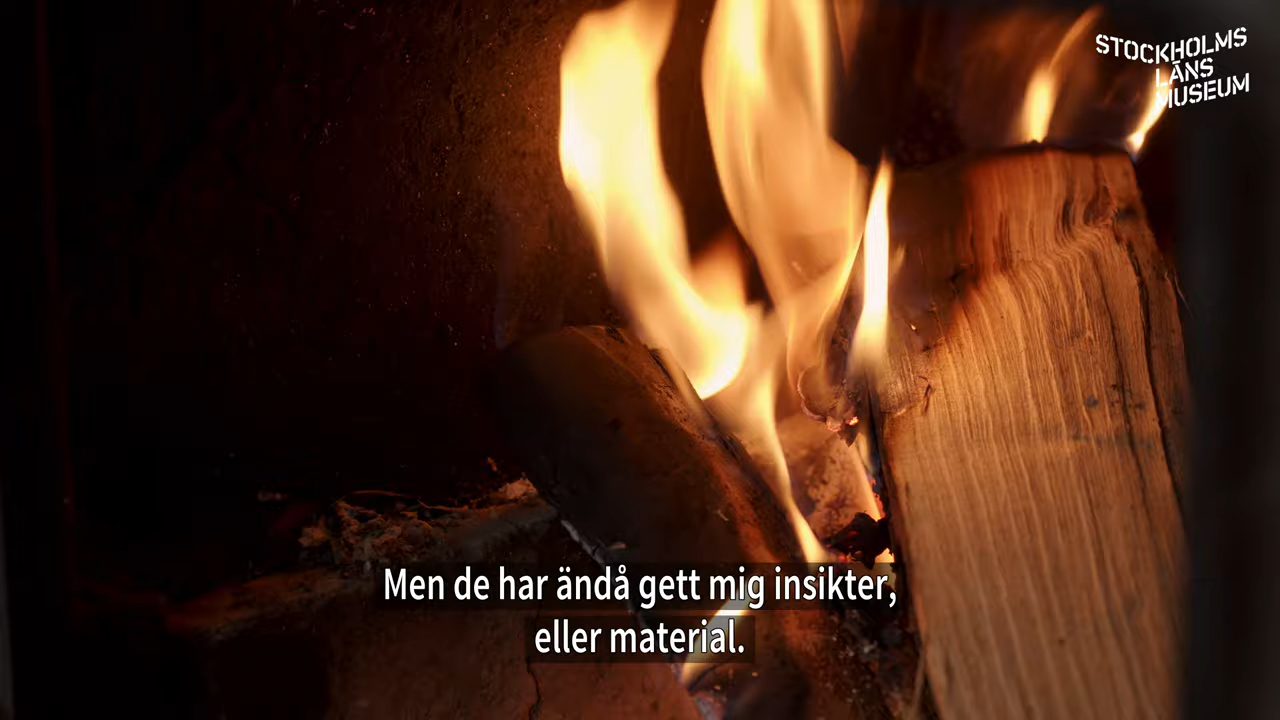 STOCKHOLMS
LÄNS
MUSEUM
Men de har ändå gett mig insikter,
eller material.